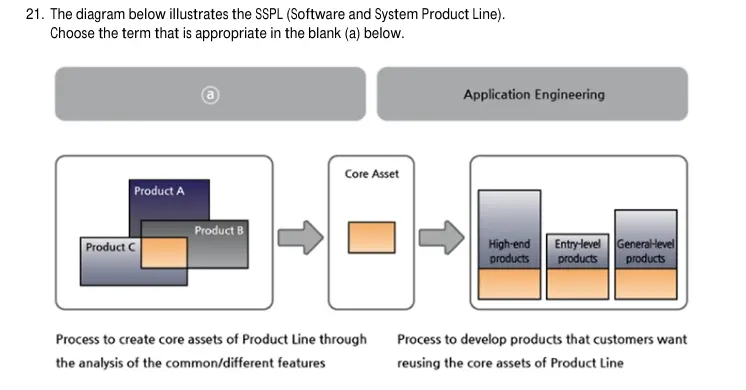 21. The diagram below illustrates the SSPL (Software and System Product Line).
Choose the term that is appropriate in the blank (a) below.
ⓐ
Application Engineering
Product A
Product B
Product C
Core Asset
High-end
products
Entry-level
products
General-level
products
Process to create core assets of Product Line through
the analysis of the common/different features
Process to develop products that customers want
reusing the core assets of Product Line